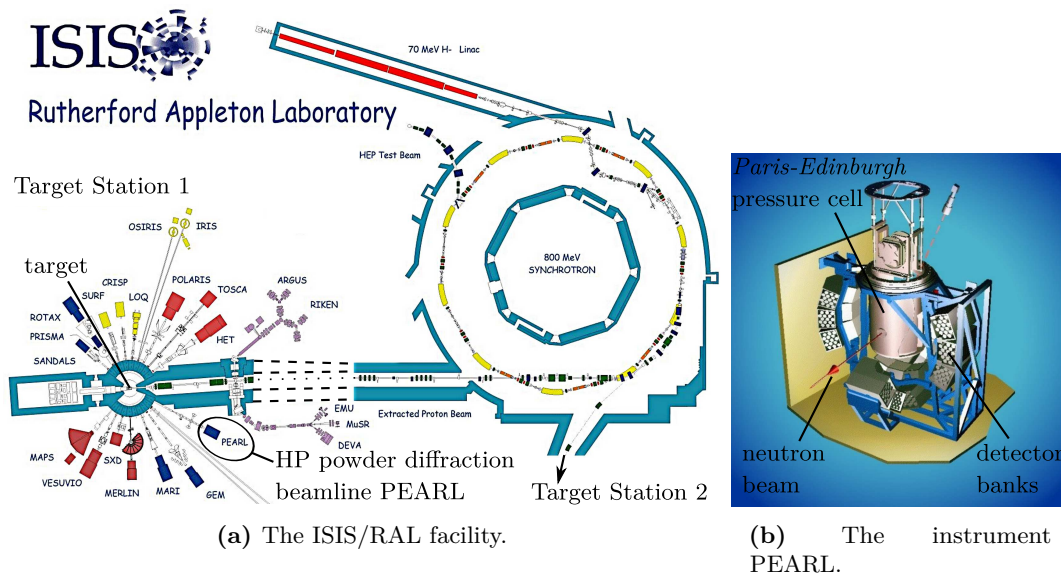 ISIS
Rutherford Appleton Laboratory
70 MeV H- Linac
HEP Test Beam
Target Station 1
OSIRIS
IRIS
target
CRISP
SURF
LOQ
POLARIS
TOSCA
ROTAX
PRISMA
SANDALS
HET
ARGUS
RIKEN
800 MeV
SYNCHROTRON
Extracted Proton Beam
EMU
MuSR
DEVA
PEARL
MAPS
VESUVIO
SXD
MERLIN
MARI
GEM
HP powder diffraction
beamline PEARL
Target Station 2
(a) The ISIS/RAL facility.
Paris-Edinburgh
pressure cell
neutron
beam
detector
banks
(b) The instrument
PEARL.